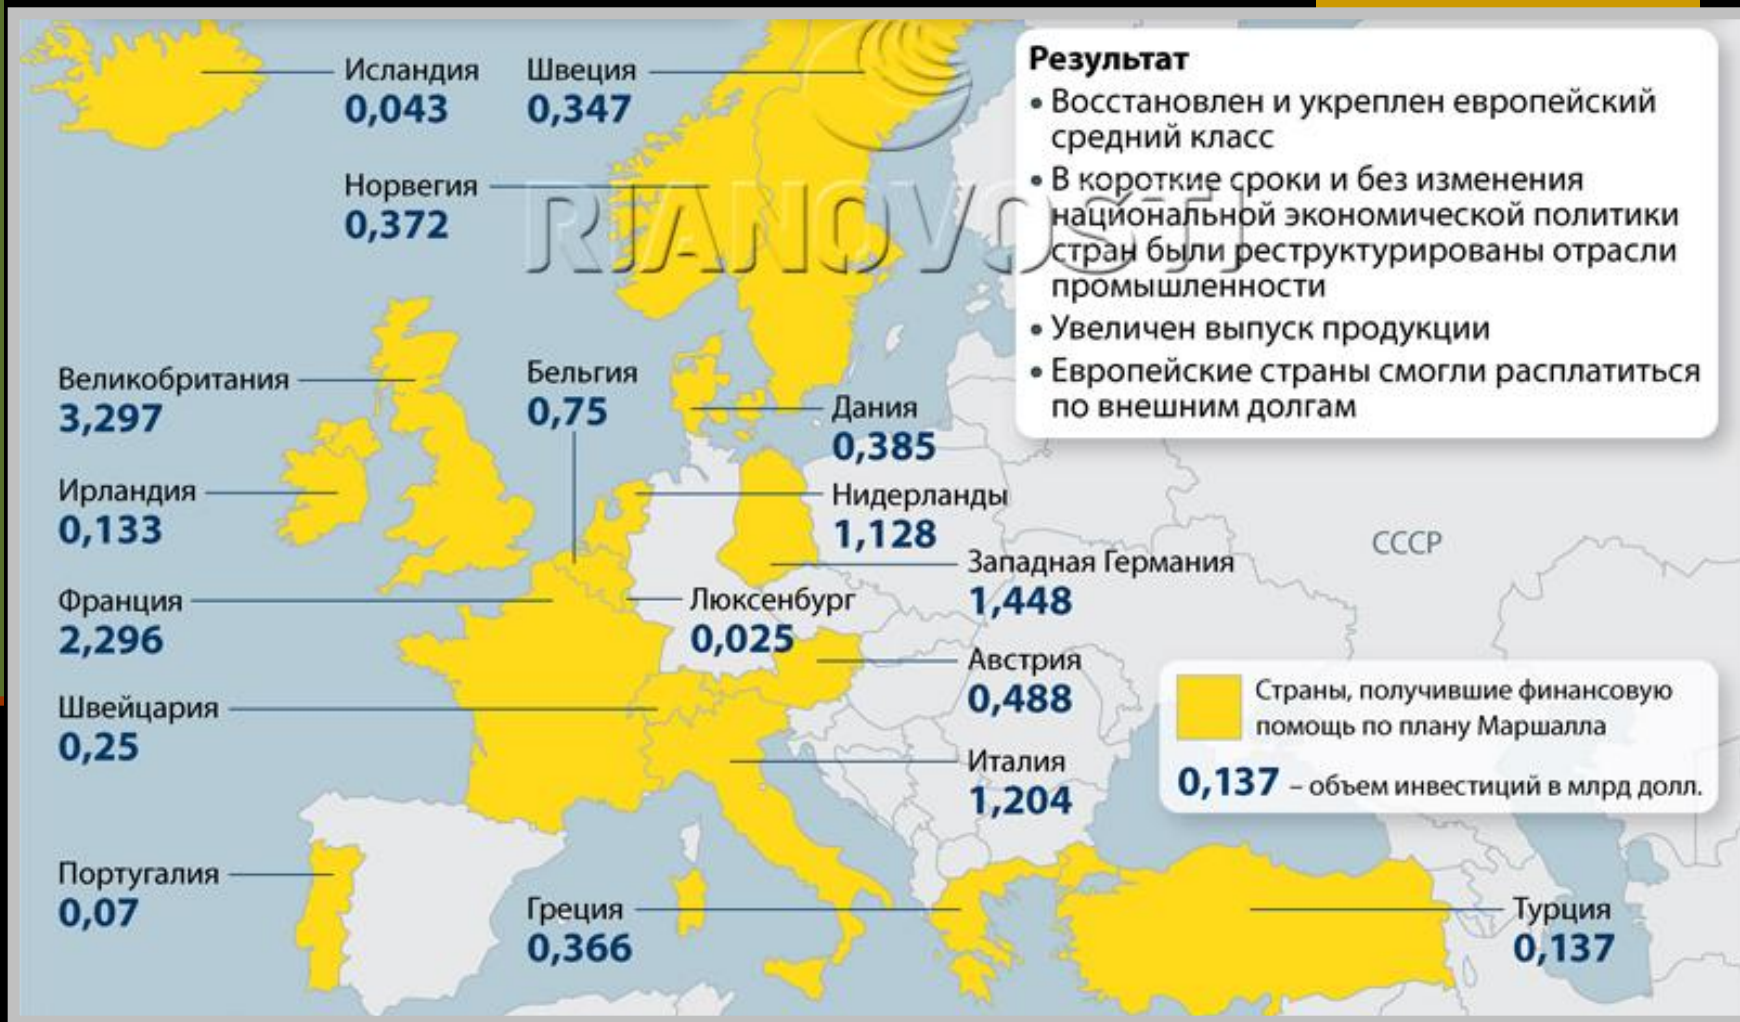 Исландия
0,043
Швеция
0,347
Норвегия
0,372
RIANOVOSTI
Результат
• Восстановлен и укреплен европейский
средний класс
• В короткие сроки и без изменения
национальной экономической политики
стран были реструктурированы отрасли
промышленности
• Увеличен выпуск продукции
• Европейские страны смогли расплатиться
по внешним долгам
Великобритания
3,297
Бельгия
0,75
Дания
0,385
Ирландия
0,133
Нидерланды
1,128
СССР
Западная Германия
1,448
Франция
2,296
Люксенбург
0,025
Австрия
0,488
Швейцария
0,25
Италия
1,204
Страны, получившие финансовую
помощь по плану Маршалла
0,137 – объем инвестиций в млрд долл.
Португалия
0,07
Греция
0,366
Турция
0,137